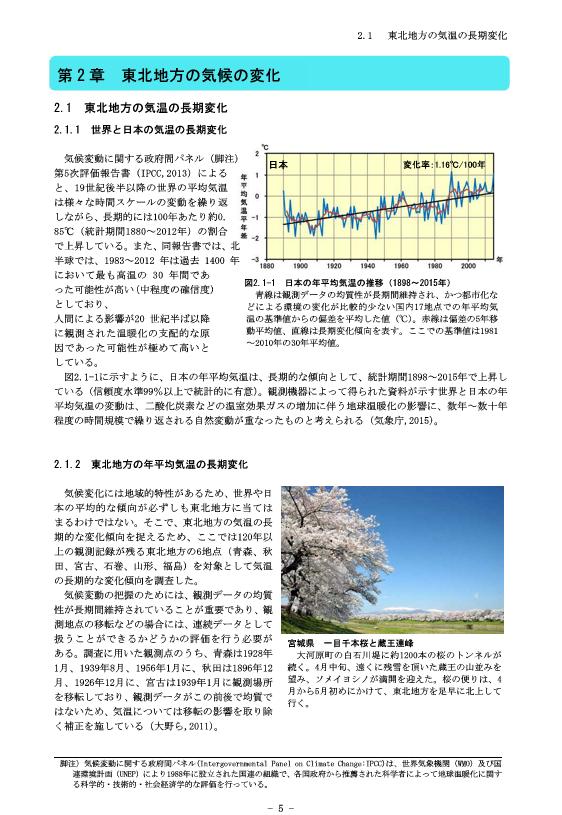 2.1　東北地方の気温の長期変化
第２章　東北地方の気候の変化
2.1　東北地方の気温の長期変化
2.1.1　世界と日本の気温の長期変化
　気候変動に関する政府間パネル（脚注）
第5次評価報告書（IPCC,2013）による
と、19世紀後半以降の世界の平均気温
は様々な時間スケールの変動を繰り返
しながら、長期的には100年あたり約0.
85℃（統計期間1880～2012年）の割合
で上昇している。また、同報告書では、北
半球では、1983～2012 年は過去 1400 年
において最も高温の 30 年間であ
った可能性が高い(中程度の確信度)
としており、
人間による影響が20 世紀半ば以降
に観測された温暖化の支配的な原
因であった可能性が極めて高いと
している。
℃
日本
変化率:1.16℃/100年
年平均気温平年差
2
1
0
-1
-2
-3
1880 1900 1920 1940 1960 1980 2000 年
図2.1-1　日本の年平均気温の推移（1898～2015年）
　青線は観測データの均質性が長期間維持され、かつ都市化な
どによる環境の変化が比較的少ない国内17地点での年平均気
温の基準値からの偏差を平均した値（℃）。赤線は偏差の5年移
動平均値、直線は長期変化傾向を表す。ここでの基準値は1981
～2010年の30年平均値。
　図2.1-1に示すように、日本の年平均気温は、長期的な傾向として、統計期間1898～2015年で上昇し
ている（信頼度水準99％以上で統計的に有意）。観測機器によって得られた資料が示す世界と日本の年
平均気温の変動は、二酸化炭素などの温室効果ガスの増加に伴う地球温暖化の影響に、数年～数十年
程度の時間規模で繰り返される自然変動が重なったものと考えられる（気象庁,2015)。
2.1.2　東北地方の年平均気温の長期変化
　気候変化には地域的特性があるため、世界や日
本の平均的な傾向が必ずしも東北地方に当ては
まるわけではない。そこで、東北地方の気温の長
期的な変化傾向を捉えるため、ここでは120年以
上の観測記録が残る東北地方の6地点（青森、秋
田、宮古、石巻、山形、福島）を対象として気温
の長期的な変化傾向を調査した。
　気候変動の把握のためには、観測データの均質
性が長期間維持されていることが重要であり、観
測地点の移転などの場合には、連続データとして
扱うことができるかどうかの評価を行う必要が
ある。調査に用いた観測点のうち、青森は1928年
1月、1939年8月、1956年1月に、秋田は1896年12
月、1926年12月に、宮古は1939年1月に観測場所
を移転しており、観測データがこの前後で均質で
はないため、気温については移転の影響を取り除
く補正を施している（大野ら,2011)。
宮城県　一目千本桜と蔵王連峰
　大河原町の白石川堤に約1200本の桜のトンネルが
続く。4月中旬、遠くに残雪を頂いた蔵王の山並みを
望み、ソメイヨシノが満開を迎えた。桜の便りは、4
月から5月初めにかけて、東北地方を足早に北上して
行く。
脚注）気候変動に関する政府間パネル(Intergovernmental Panel on Climate Change:IPCC)は、世界気象機関（WMO）及び国
連環境計画（UNEP）により1988年に設立された国連の組織で、各国政府から推薦された科学者によって地球温暖化に関す
る科学的・技術的・社会経済学的な評価を行っている。
- 5 -